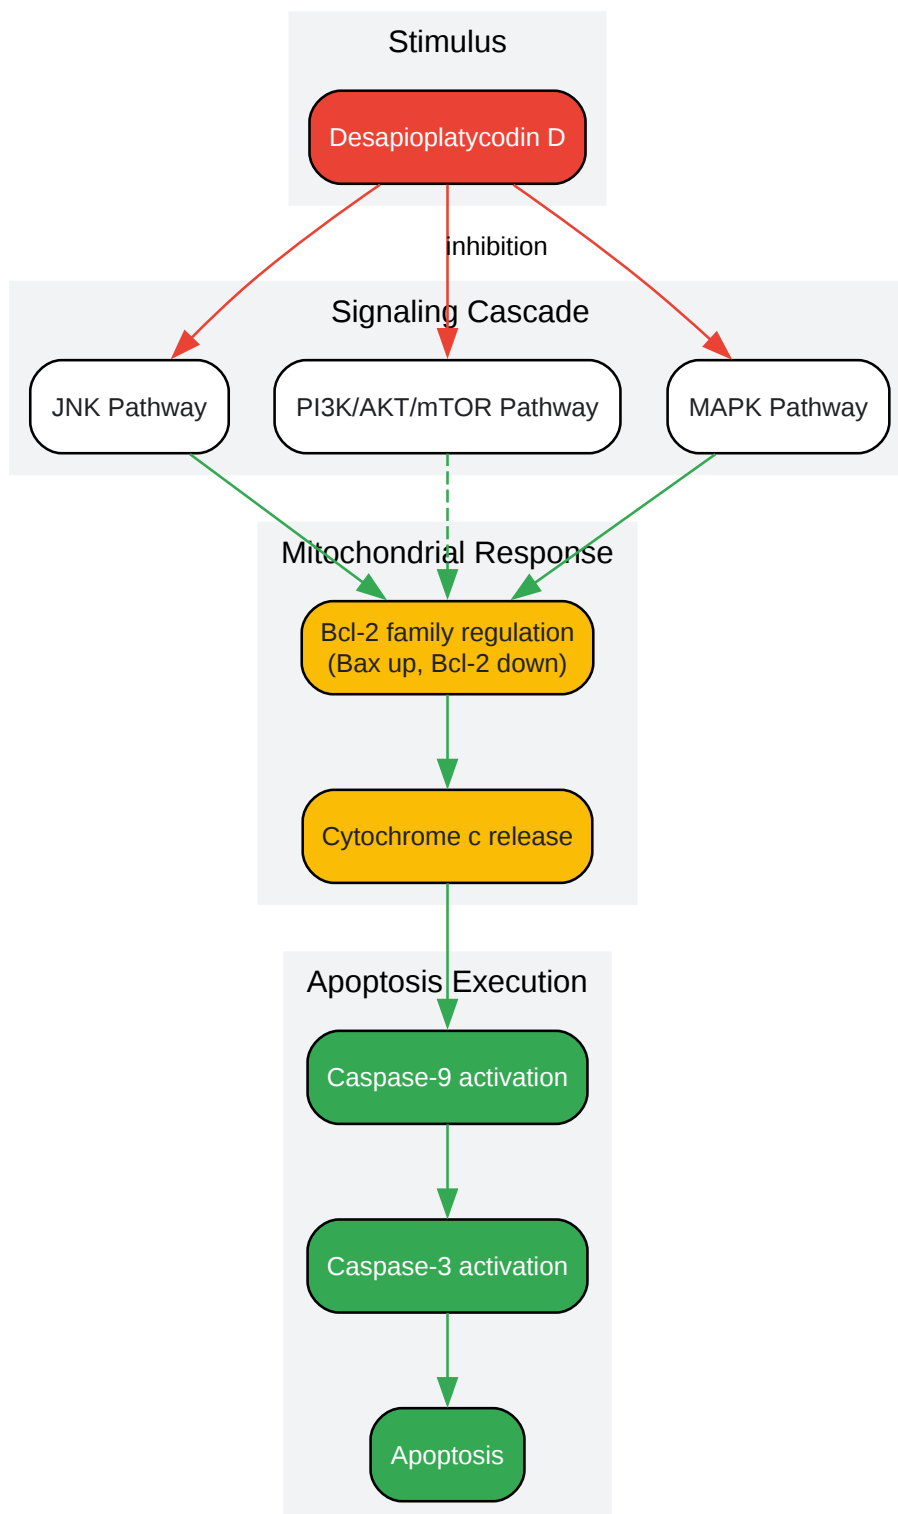 Stimulus
Desapioplatycodin D
inhibition
Signaling Cascade
JNK Pathway
PI3K/AKT/mTOR Pathway
MAPK Pathway
Mitochondrial Response
Bcl-2 family regulation
(Bax up, Bcl-2 down)
Cytochrome c release
Apoptosis Execution
Caspase-9 activation
Caspase-3 activation
Apoptosis